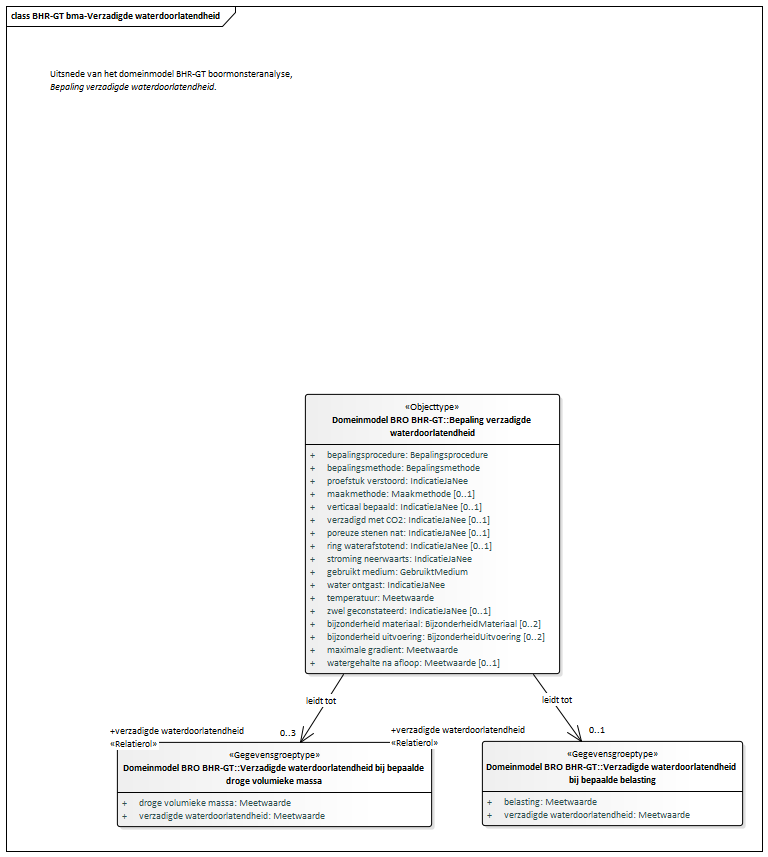 class BHR-GT bma-Verzadigde waterdoorlatendheid
Uitsnede van het domeinmodel BHR-GT boormonsteranalyse,
Bepaling verzadigde waterdoorlatendheid.
«Objecttype»
Domeinmodel BRO BHR-GT::Bepaling verzadigde
waterdoorlatendheid
+ bepalingsprocedure: Bepalingsprocedure
+ bepalingsmethode: Bepalingsmethode
+ proefstuk verstoord: IndicatieJaNee
+ maakmethode: Maakmethode [0..1]
+ verticaal bepaald: IndicatieJaNee [0..1]
+ verzadigd met CO2: IndicatieJaNee [0..1]
+ poreuze stenen nat: IndicatieJaNee [0..1]
+ ring waterafstotend: IndicatieJaNee [0..1]
+ stroming neerwaarts: IndicatieJaNee
+ gebruikt medium: GebruiktMedium
+ water ontgast: IndicatieJaNee
+ temperatuur: Meetwaarde
+ zwel geconstateerd: IndicatieJaNee [0..1]
+ bijzonderheid materiaal: BijzonderheidMateriaal [0..2]
+ bijzonderheid uitvoering: BijzonderheidUitvoering [0..2]
+ maximale gradient: Meetwaarde
+ watergehalte na afloop: Meetwaarde [0..1]
leidt tot
leidt tot
+verzadigde waterdoorlatendheid
«Relatierol»
0..3
+verzadigde waterdoorlatendheid
«Relatierol»
0..1
«Gegevensgroeptype»
Domeinmodel BRO BHR-GT::Verzadigde waterdoorlatendheid bij bepaalde
droge volumieke massa
+ droge volumieke massa: Meetwaarde
+ verzadigde waterdoorlatendheid: Meetwaarde
«Gegevensgroeptype»
Domeinmodel BRO BHR-GT::Verzadigde waterdoorlatendheid
bij bepaalde belasting
+ belasting: Meetwaarde
+ verzadigde waterdoorlatendheid: Meetwaarde